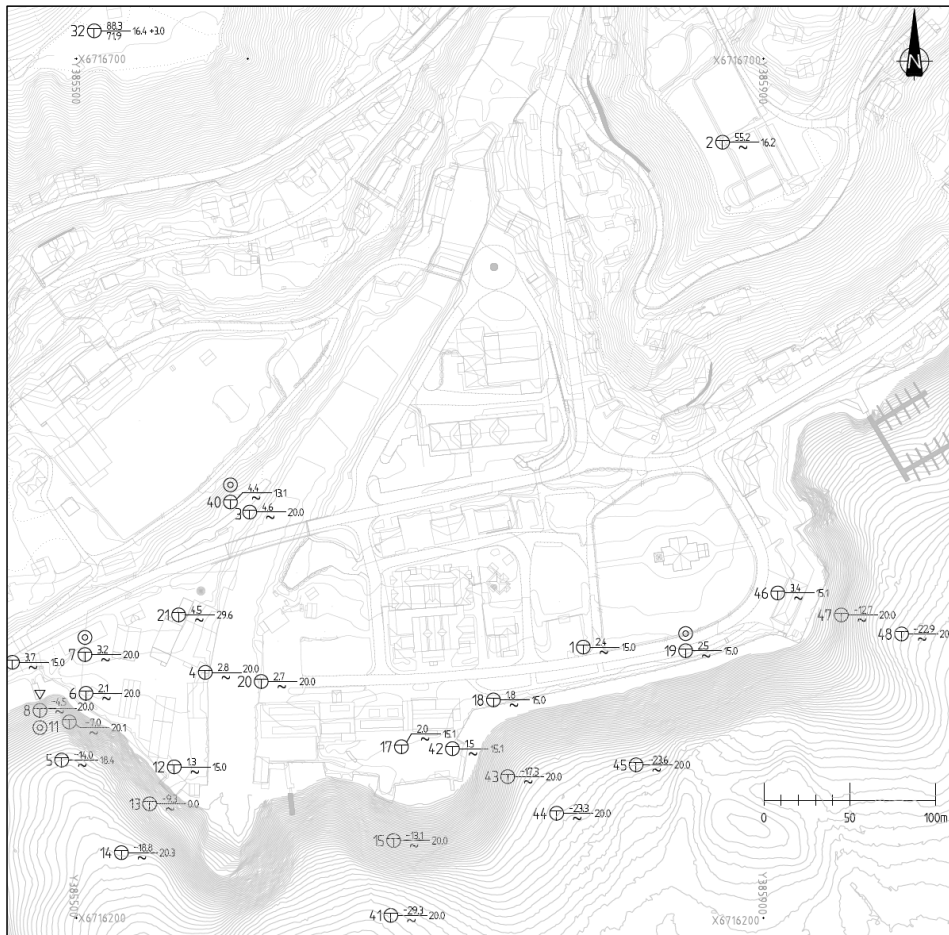 32 88.3 71.9 16.4 +3.0
X6716700
Y385500
X6716700
Y385900
N
2 55.2 ~ 16.2
40 4.4 ~ 13.1
3 4.6 ~ 20.0
21 4.5 ~ 29.6
46 3.4 ~ 15.1
47 -12.7 ~ 20.0
48 -22.9 ~
7 3.2 ~ 20.0
3.7 ~ 15.0
1 2.4 ~ 15.0
19 2.5 ~ 15.0
4 2.8 ~ 20.0
20 2.7 ~ 20.0
6 2.1 ~ 20.0
18 1.8 ~ 15.0
8 -4.5 ~ 20.0
11 -7.0 ~ 20.1
17 2.0 ~ 15.1
42 1.5 ~ 15.1
5 -14.0 ~ 18.4
12 1.3 ~ 15.0
43 -17.3 ~ 20.0
45 -23.6 ~ 20.0
13 -9.3 ~ 0.0
44 -23.3 ~ 20.0
0 50 100m
15 -13.1 ~ 20.0
14 -18.8 ~ 20.3
Y385500
X6716200
41 -29.3 ~ 20.0
Y385900
X6716200